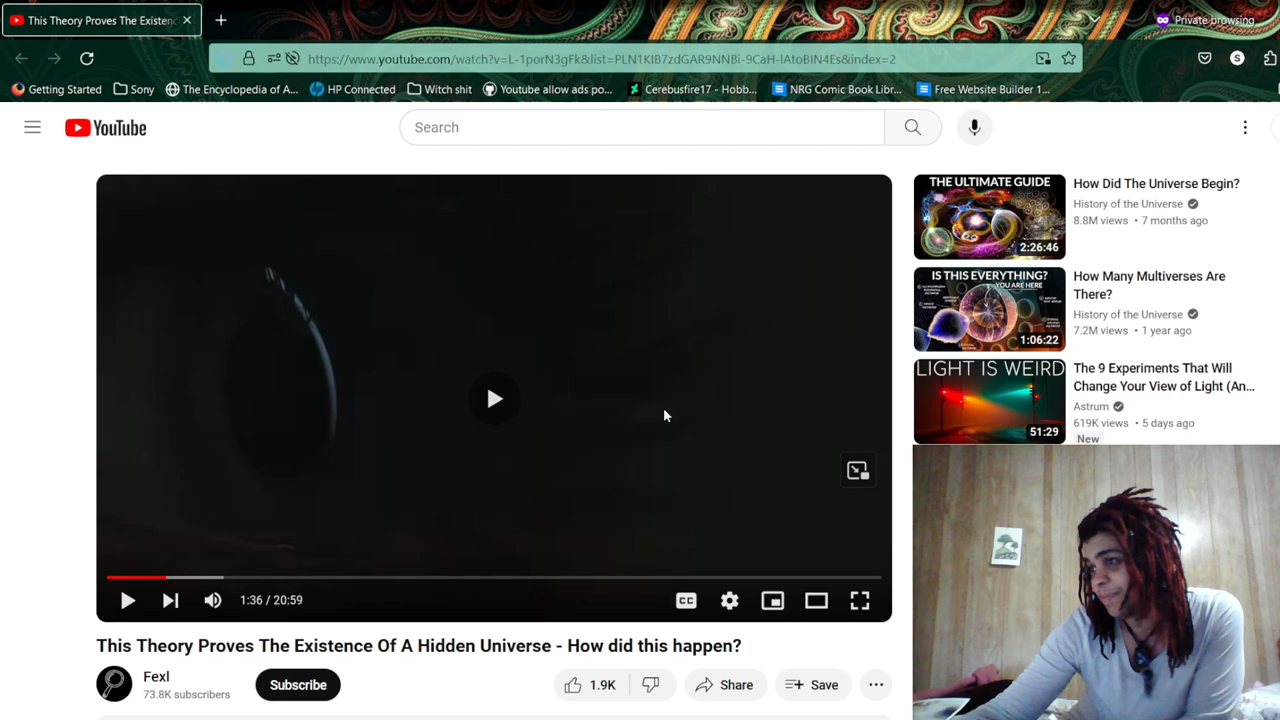 This Theory Proves The Existenc
Private browsing
https://www.youtube.com/watch?v=L-1porN3gFk&list=PLN1KIB7zdGAR9NNBi-9CaH-lAtoBIN4Es&index=2
S
Getting Started
Sony
The Encyclopedia of A...
HP Connected
Witch shit
Youtube allow ads po...
Cerebusfire17 - Hobb...
NRG Comic Book Libr...
Free Website Builder 1...
YouTube
Search
THE ULTIMATE GUIDE
2:26:46
How Did The Universe Begin?
History of the Universe
8.8M views • 7 months ago
IS THIS EVERYTHING?
YOU ARE HERE
1:06:22
How Many Multiverses Are
There?
History of the Universe
7.2M views • 1 year ago
LIGHT IS WEIRD
51:29
The 9 Experiments That Will
Change Your View of Light (An...
Astrum
619K views • 5 days ago
New
1:36 / 20:59
CC
This Theory Proves The Existence Of A Hidden Universe - How did this happen?
Fexl
73.8K subscribers
Subscribe
1.9K
Share
Save